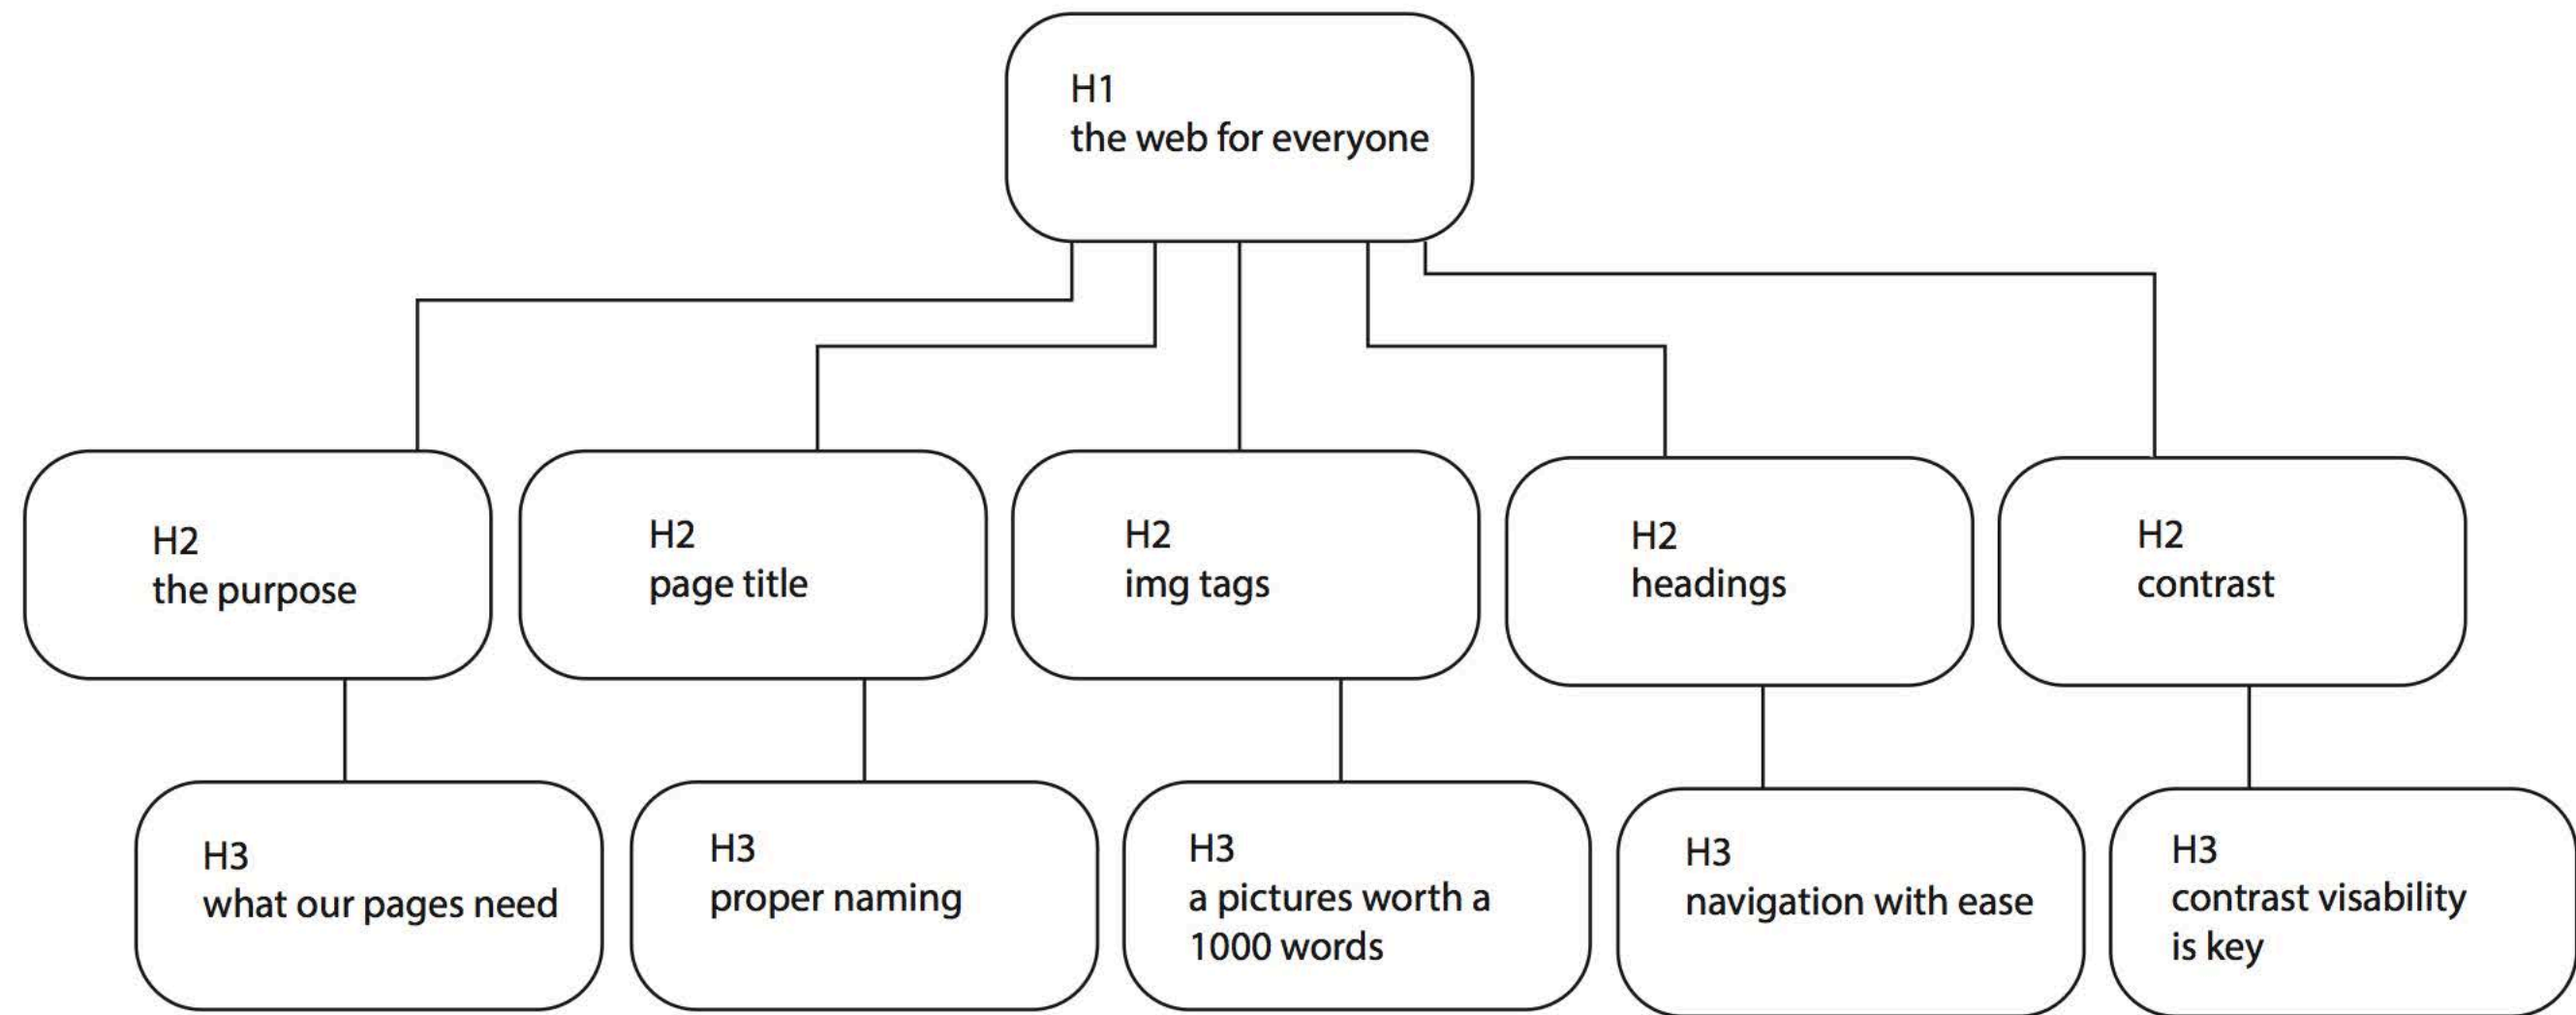 H1
the web for everyone
H2
the purpose
H2
page title
H2
img tags
H2
headings
H2
contrast
H3
what our pages need
H3
proper naming
H3
a pictures worth a
1000 words
H3
navigation with ease
H3
contrast visability
is key